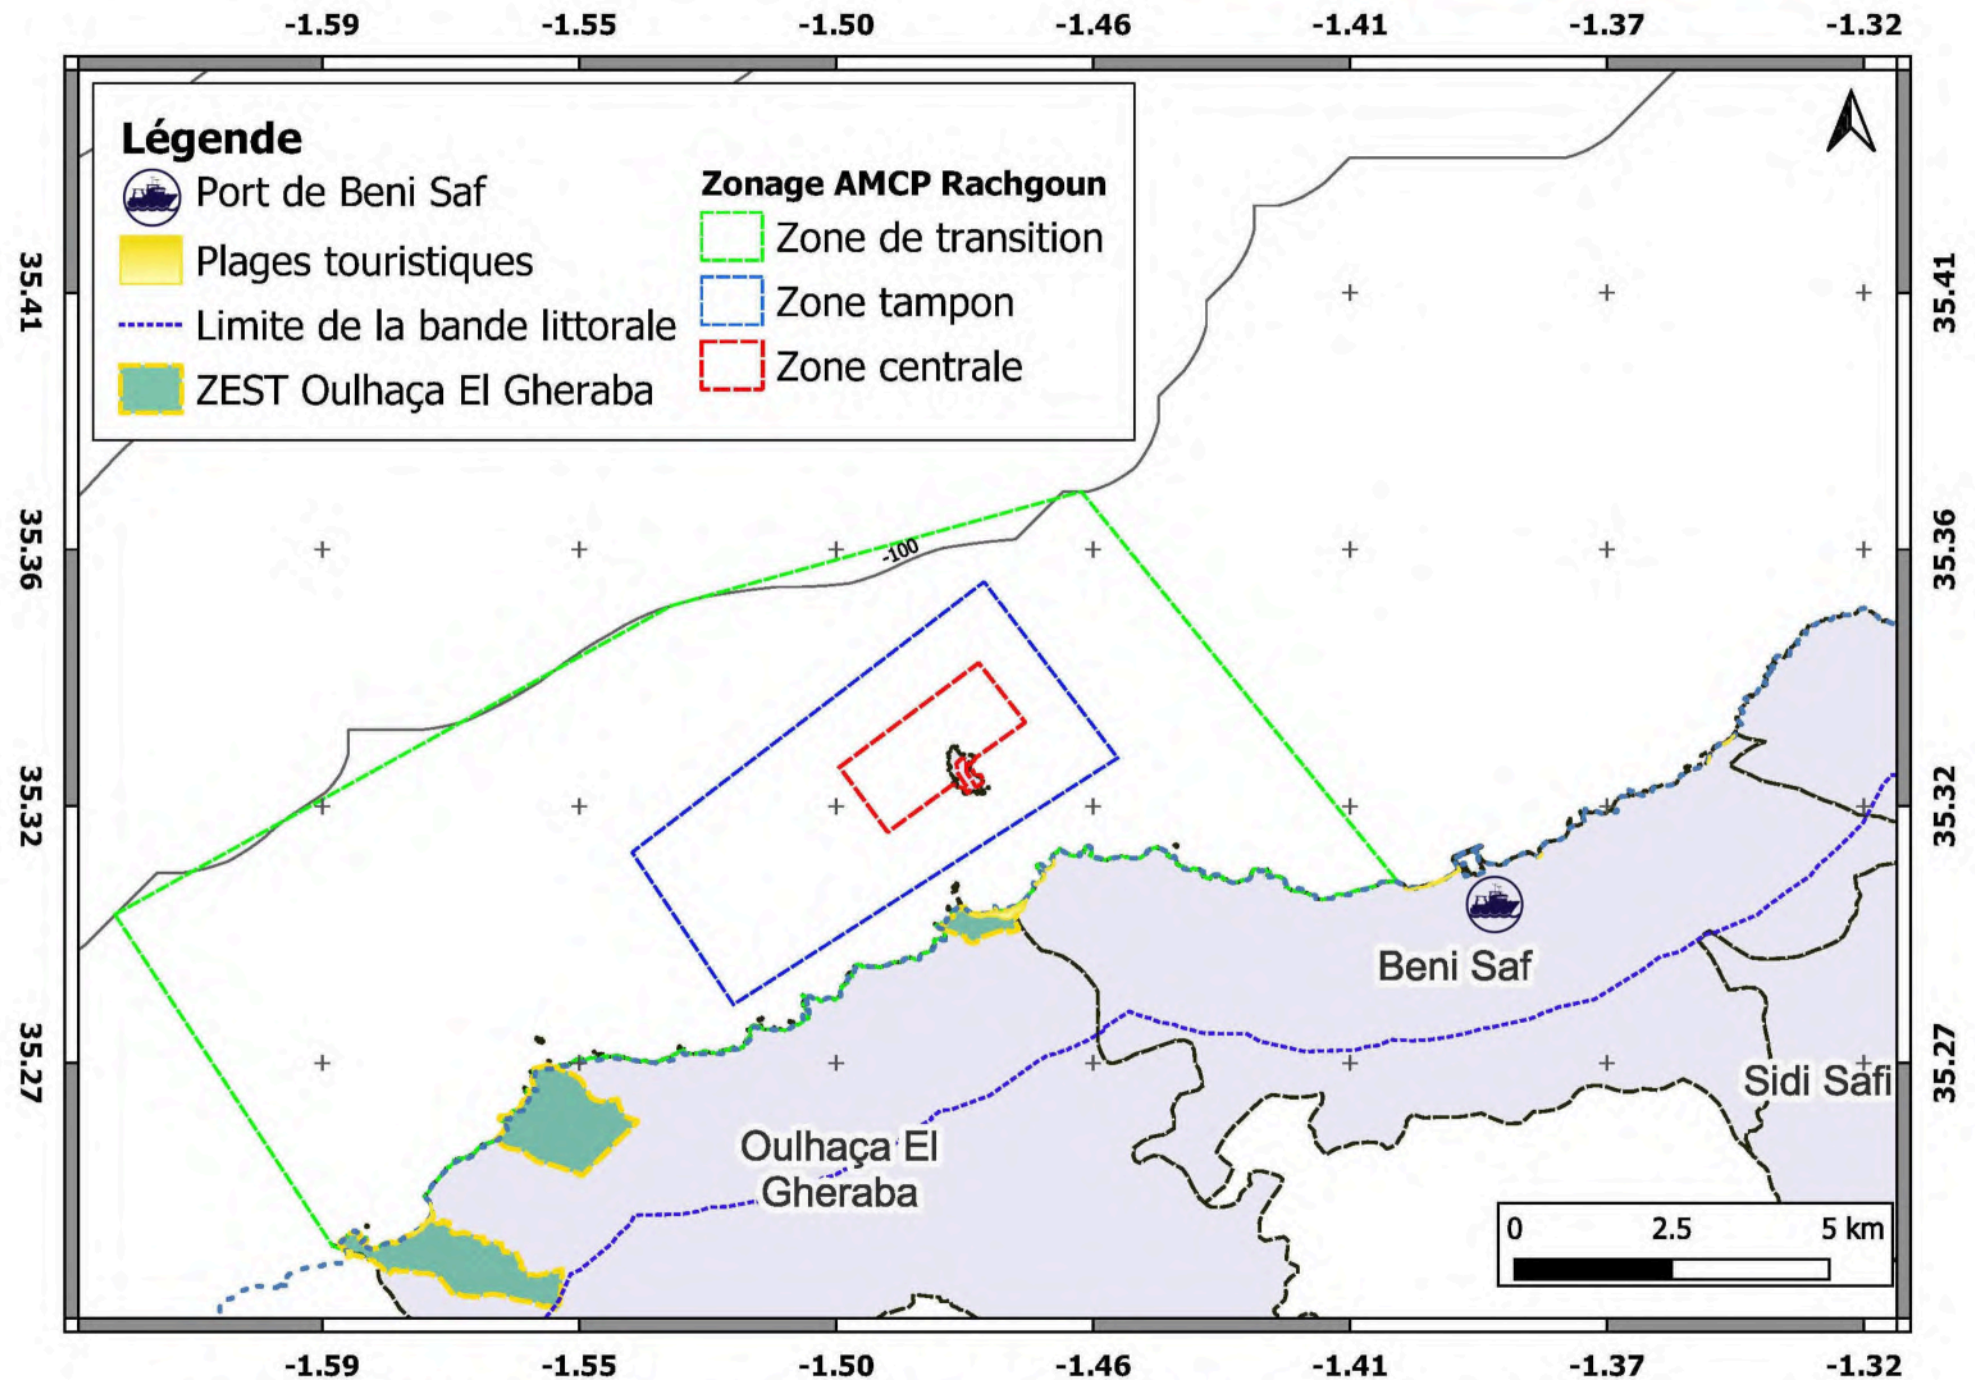 -1.59 -1.55 -1.50 -1.46 -1.41 -1.37 -1.32
Légende
Port de Beni Saf
Plages touristiques
Limite de la bande littorale
ZEST Oulhaça El Gheraba
Zonage AMCP Rachgoun
Zone de transition
Zone tampon
Zone centrale
35.41
35.36
35.32
35.27
35.41
35.36
35.32
35.27
-100
Beni Saf
Sidi Safi
Oulhaça El
Gheraba
0 2.5 5 km
-1.59 -1.55 -1.50 -1.46 -1.41 -1.37 -1.32